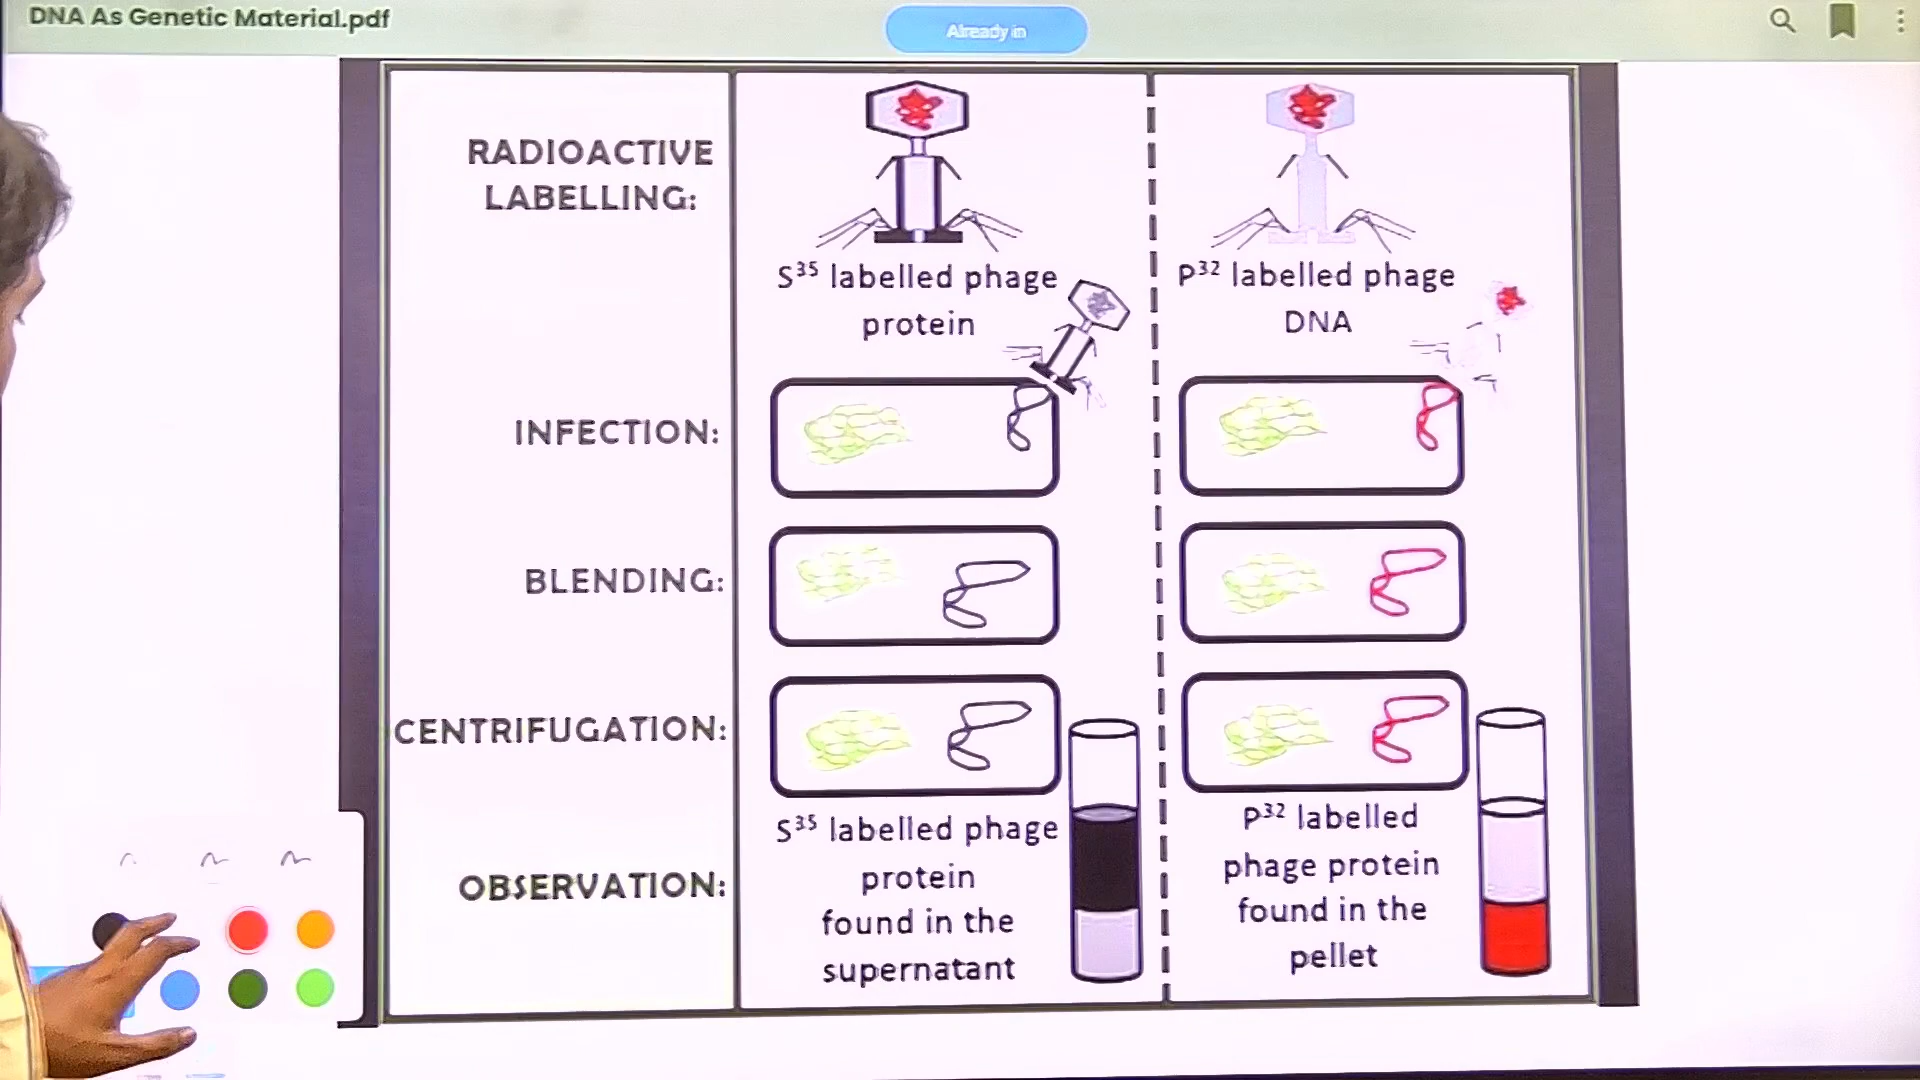 DNA As Genetic Material.pdf
Already in
RADIOACTIVE
LABELLING:
S³⁵ labelled phage
protein
P³² labelled phage
DNA
INFECTION:
BLENDING:
CENTRIFUGATION:
OBSERVATION:
S³⁵ labelled phage
protein
found in the
supernatant
P³² labelled
phage protein
found in the
pellet